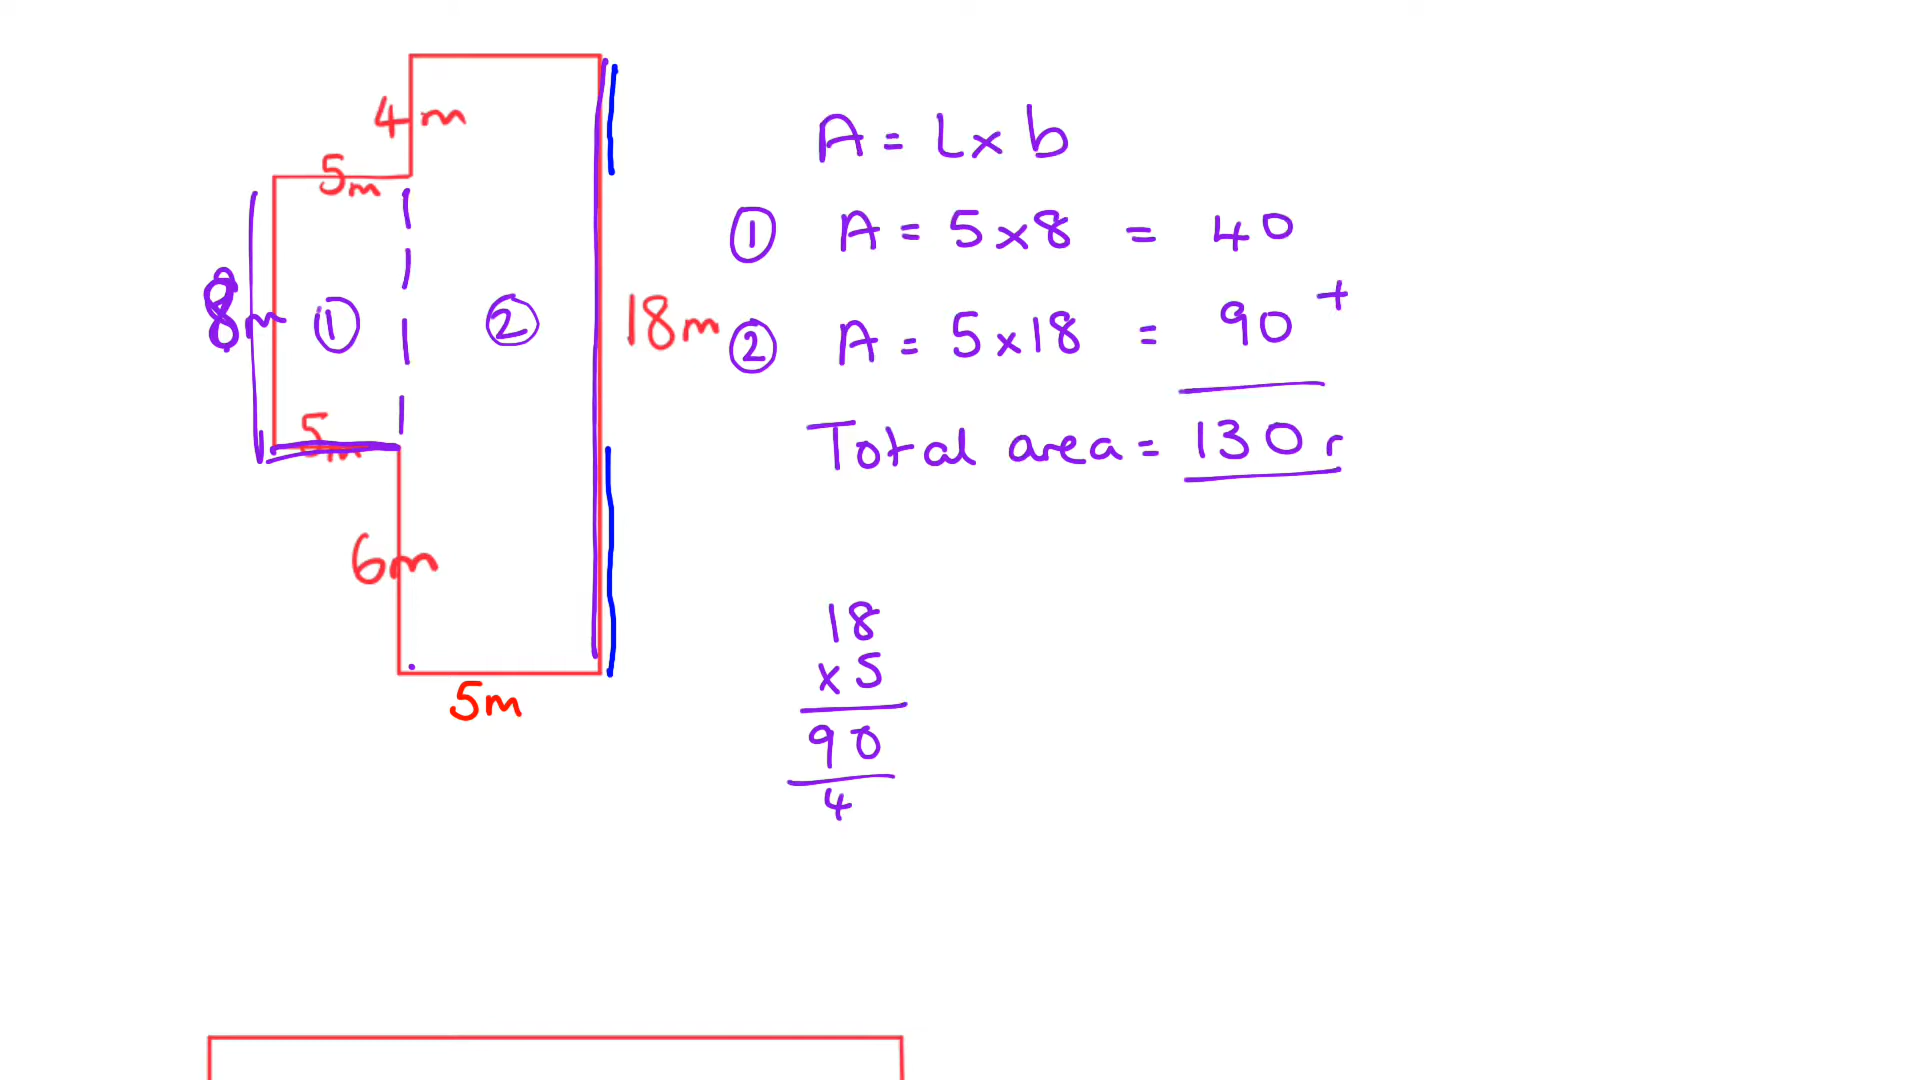 4m
5m
8m
①
②
18m
5m
6m
5m
A = L x b
① A = 5 x 8 = 40
② A = 5 x 18 = 90 +
Total area = 130 r
18
x 5
90
4